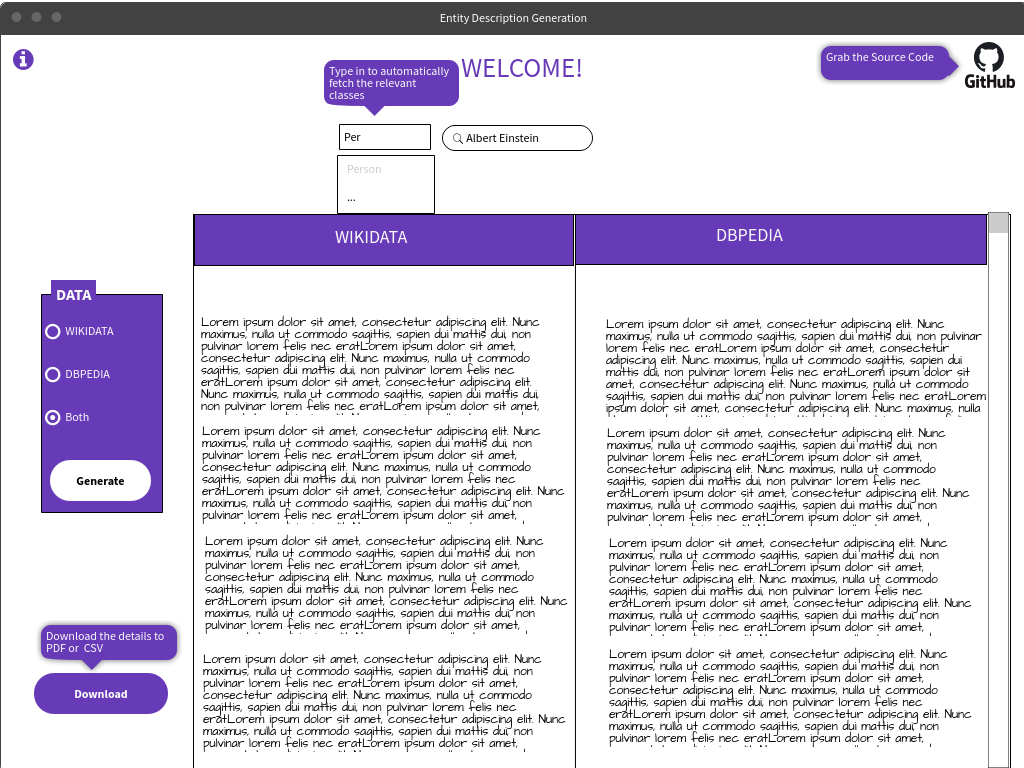 Entity Description Generation
Grab the Source Code
GitHub
WELCOME!
Type in to automatically
fetch the relevant
classes
Per
Albert Einstein
Person
...
WIKIDATA
DBPEDIA
DATA
WIKIDATA
DBPEDIA
Both
Generate
Download the details to
PDF or CSV
Download
Lorem ipsum dolor sit amet, consectetur adipiscing elit. Nunc
maximus, nulla ut commodo sagittis, sapien dui mattis dui, non
pulvinar lorem felis nec eratLorem ipsum dolor sit amet,
consectetur adipiscing elit. Nunc maximus, nulla ut commodo
sagittis, sapien dui mattis dui, non pulvinar lorem felis nec
eratLorem ipsum dolor sit amet, consectetur adipiscing elit.
Nunc maximus, nulla ut commodo sagittis, sapien dui mattis dui,
non pulvinar lorem felis nec eratLorem ipsum dolor sit amet,
Lorem ipsum dolor sit amet, consectetur adipiscing elit. Nunc
maximus, nulla ut commodo sagittis, sapien dui mattis dui, non
pulvinar lorem felis nec eratLorem ipsum dolor sit amet,
consectetur adipiscing elit. Nunc maximus, nulla ut commodo
sagittis, sapien dui mattis dui, non pulvinar lorem felis nec
eratLorem ipsum dolor sit amet, consectetur adipiscing elit. Nunc
maximus, nulla ut commodo sagittis, sapien dui mattis dui, non
pulvinar lorem felis nec eratLorem ipsum dolor sit amet,
Lorem ipsum dolor sit amet, consectetur adipiscing elit. Nunc
maximus, nulla ut commodo sagittis, sapien dui mattis dui, non
pulvinar lorem felis nec eratLorem ipsum dolor sit amet,
consectetur adipiscing elit. Nunc maximus, nulla ut commodo
sagittis, sapien dui mattis dui, non pulvinar lorem felis nec
eratLorem ipsum dolor sit amet, consectetur adipiscing elit. Nunc
maximus, nulla ut commodo sagittis, sapien dui mattis dui, non
pulvinar lorem felis nec eratLorem ipsum dolor sit amet,
Lorem ipsum dolor sit amet, consectetur adipiscing elit. Nunc
maximus, nulla ut commodo sagittis, sapien dui mattis dui, non
pulvinar lorem felis nec eratLorem ipsum dolor sit amet,
consectetur adipiscing elit. Nunc maximus, nulla ut commodo
sagittis, sapien dui mattis dui, non pulvinar lorem felis nec
eratLorem ipsum dolor sit amet, consectetur adipiscing elit. Nunc
maximus, nulla ut commodo sagittis, sapien dui mattis dui, non
pulvinar lorem felis nec eratLorem ipsum dolor sit amet,
Lorem ipsum dolor sit amet, consectetur adipiscing elit. Nunc
maximus, nulla ut commodo sagittis, sapien dui mattis dui, non pulvinar
lorem felis nec eratLorem ipsum dolor sit amet, consectetur
adipiscing elit. Nunc maximus, nulla ut commodo sagittis, sapien dui
mattis dui, non pulvinar lorem felis nec eratLorem ipsum dolor sit
amet, consectetur adipiscing elit. Nunc maximus, nulla ut commodo
sagittis, sapien dui mattis dui, non pulvinar lorem felis nec eratLorem
ipsum dolor sit amet, consectetur adipiscing elit. Nunc maximus, nulla
Lorem ipsum dolor sit amet, consectetur adipiscing elit. Nunc
maximus, nulla ut commodo sagittis, sapien dui mattis dui, non
pulvinar lorem felis nec eratLorem ipsum dolor sit amet,
consectetur adipiscing elit. Nunc maximus, nulla ut commodo
sagittis, sapien dui mattis dui, non pulvinar lorem felis nec
eratLorem ipsum dolor sit amet, consectetur adipiscing elit. Nunc
maximus, nulla ut commodo sagittis, sapien dui mattis dui, non
pulvinar lorem felis nec eratLorem ipsum dolor sit amet,
Lorem ipsum dolor sit amet, consectetur adipiscing elit. Nunc
maximus, nulla ut commodo sagittis, sapien dui mattis dui, non
pulvinar lorem felis nec eratLorem ipsum dolor sit amet,
consectetur adipiscing elit. Nunc maximus, nulla ut commodo
sagittis, sapien dui mattis dui, non pulvinar lorem felis nec
eratLorem ipsum dolor sit amet, consectetur adipiscing elit. Nunc
maximus, nulla ut commodo sagittis, sapien dui mattis dui, non
pulvinar lorem felis nec eratLorem ipsum dolor sit amet,
Lorem ipsum dolor sit amet, consectetur adipiscing elit. Nunc
maximus, nulla ut commodo sagittis, sapien dui mattis dui, non
pulvinar lorem felis nec eratLorem ipsum dolor sit amet,
consectetur adipiscing elit. Nunc maximus, nulla ut commodo
sagittis, sapien dui mattis dui, non pulvinar lorem felis nec
eratLorem ipsum dolor sit amet, consectetur adipiscing elit. Nunc
maximus, nulla ut commodo sagittis, sapien dui mattis dui, non
pulvinar lorem felis nec eratLorem ipsum dolor sit amet,